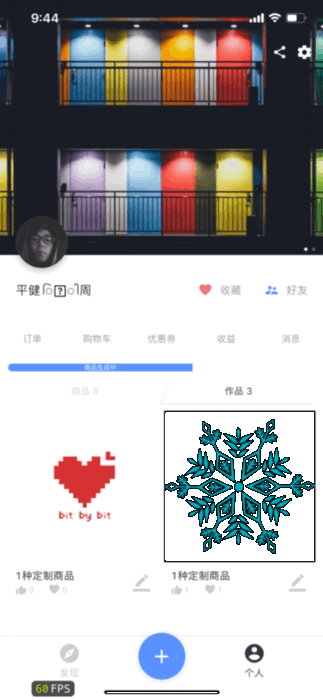 9:44
平健
周
收藏
好友
订单
购物车
优惠券
收益
消息
商品生成中
商品 8
作品 3
bit by bit
1种定制商品
0
0
1种定制商品
1
1
发现
个人
60 FPS